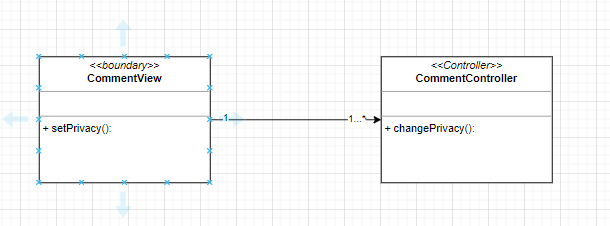 <<boundary>>
CommentView
+ setPrivacy():
1
1...*
<<Controller>>
CommentController
+ changePrivacy():